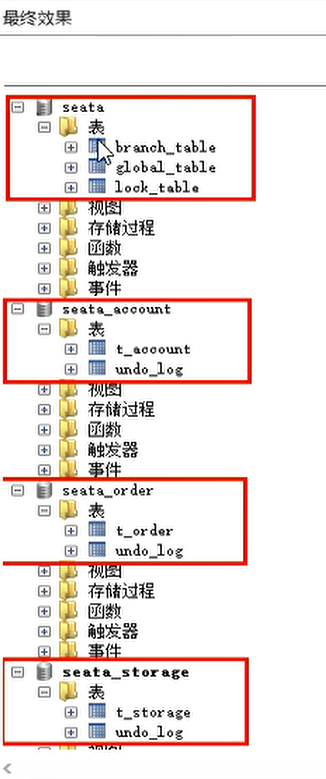 最终效果
seata
表
branch_table
global_table
lock_table
视图
存储过程
函数
触发器
事件
seata_account
表
t_account
undo_log
视图
存储过程
函数
触发器
事件
seata_order
表
t_order
undo_log
视图
存储过程
函数
触发器
事件
seata_storage
表
t_storage
undo_log